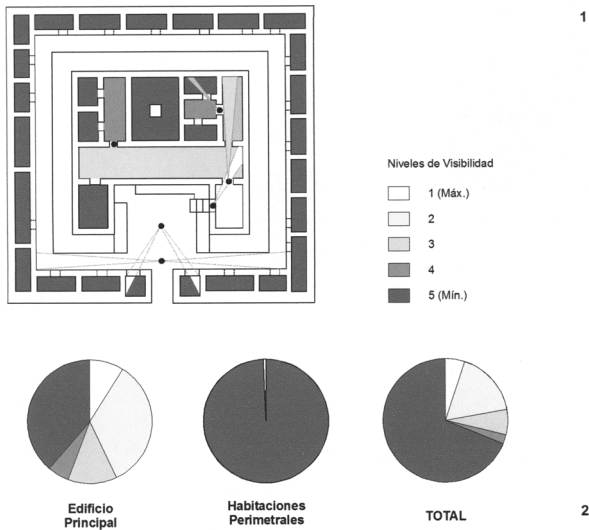 1
Niveles de Visibilidad
1 (Máx.)
2
3
4
5 (Mín.)
Edificio
Principal
Habitaciones
Perimetrales
TOTAL
2